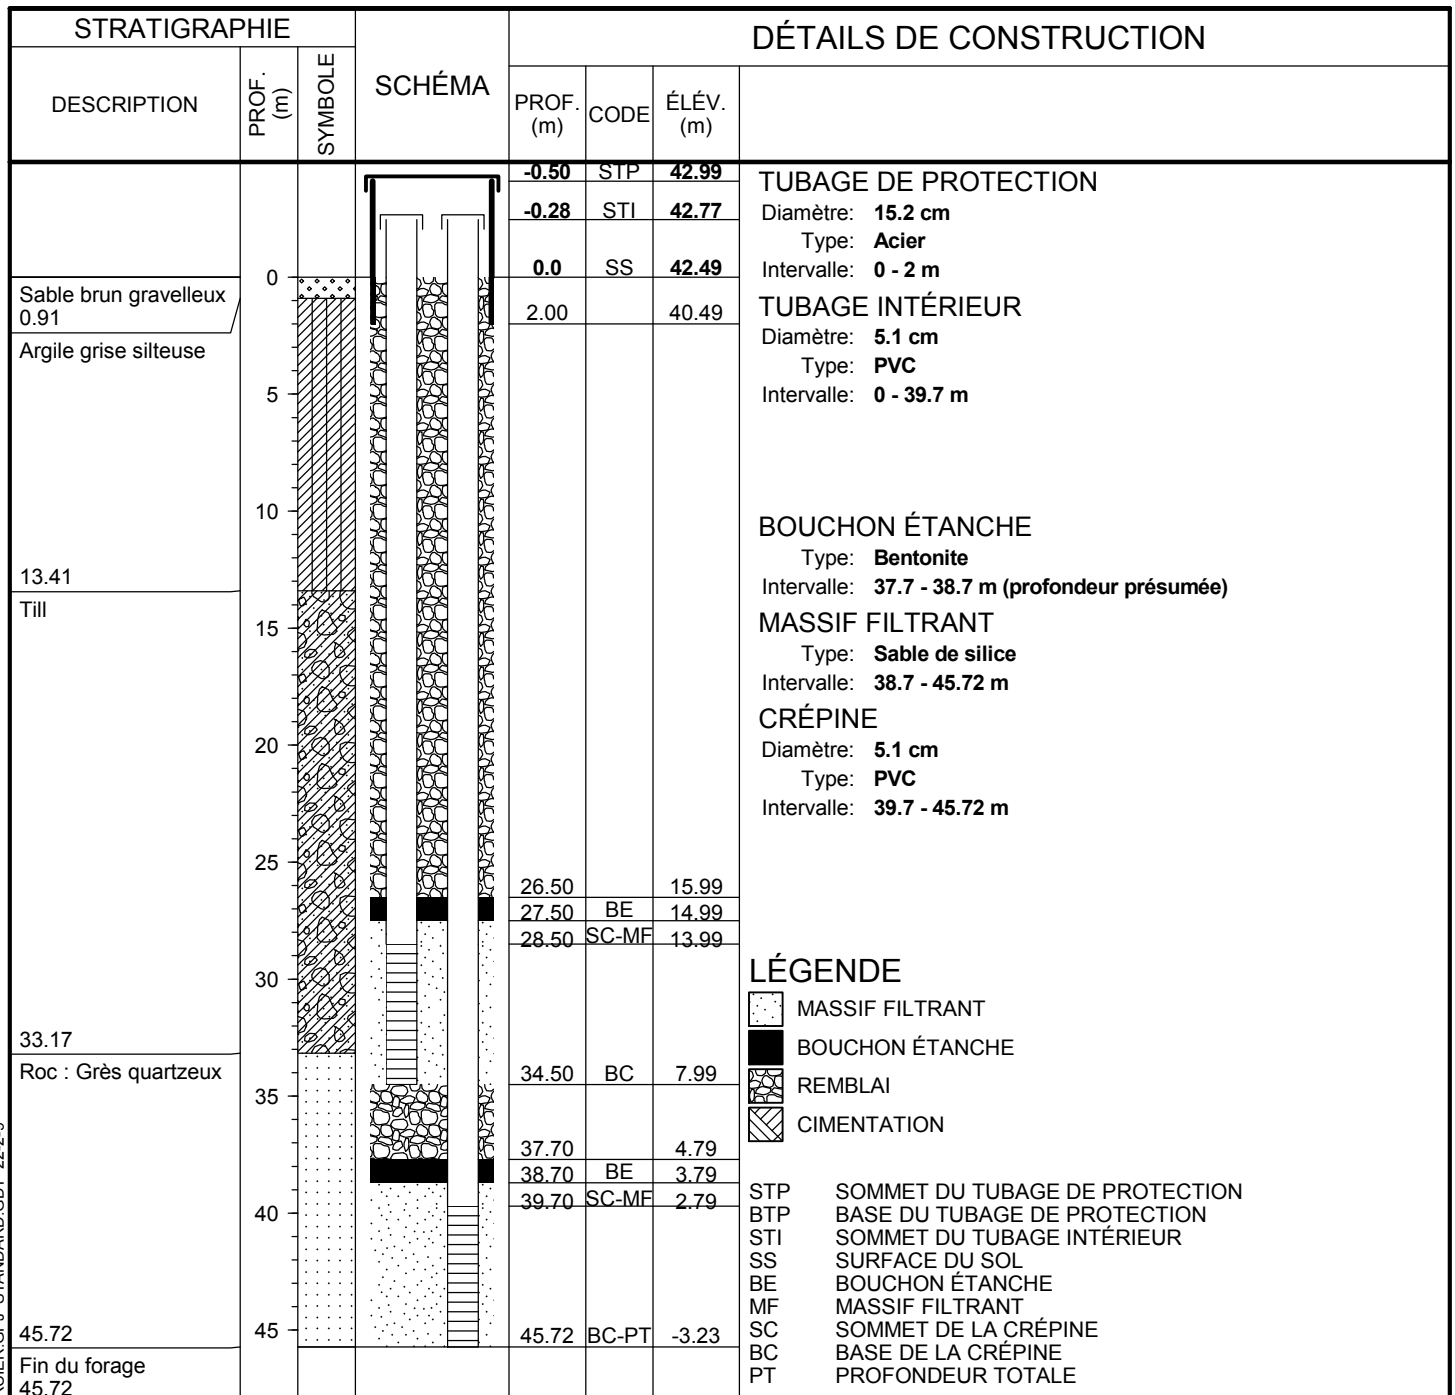 STRATIGRAPHIE
DESCRIPTION
PROF. (m)
SYMBOLE
SCHÉMA
DÉTAILS DE CONSTRUCTION
PROF. (m)
CODE
ÉLÉV. (m)
-0.50 STP 42.99
-0.28 STI 42.77
0.0 SS 42.49
2.00 40.49
26.50 15.99
27.50 BE 14.99
28.50 SC-MF 13.99
34.50 BC 7.99
37.70 4.79
38.70 BE 3.79
39.70 SC-MF 2.79
45.72 BC-PT -3.23
Sable brun gravelleux
0.91
Argile grise silteuse
13.41
Till
33.17
Roc : Grès quartzeux
45.72
Fin du forage
45.72
0
5
10
15
20
25
30
35
40
45
TUBAGE DE PROTECTION
Diamètre: 15.2 cm
Type: Acier
Intervalle: 0 - 2 m
TUBAGE INTÉRIEUR
Diamètre: 5.1 cm
Type: PVC
Intervalle: 0 - 39.7 m
BOUCHON ÉTANCHE
Type: Bentonite
Intervalle: 37.7 - 38.7 m (profondeur présumée)
MASSIF FILTRANT
Type: Sable de silice
Intervalle: 38.7 - 45.72 m
CRÉPINE
Diamètre: 5.1 cm
Type: PVC
Intervalle: 39.7 - 45.72 m
LÉGENDE
MASSIF FILTRANT
BOUCHON ÉTANCHE
REMBLAI
CIMENTATION
STP SOMMET DU TUBAGE DE PROTECTION
BTP BASE DU TUBAGE DE PROTECTION
STI SOMMET DU TUBAGE INTÉRIEUR
SS SURFACE DU SOL
BE BOUCHON ÉTANCHE
MF MASSIF FILTRANT
SC SOMMET DE LA CRÉPINE
BC BASE DE LA CRÉPINE
PT PROFONDEUR TOTALE